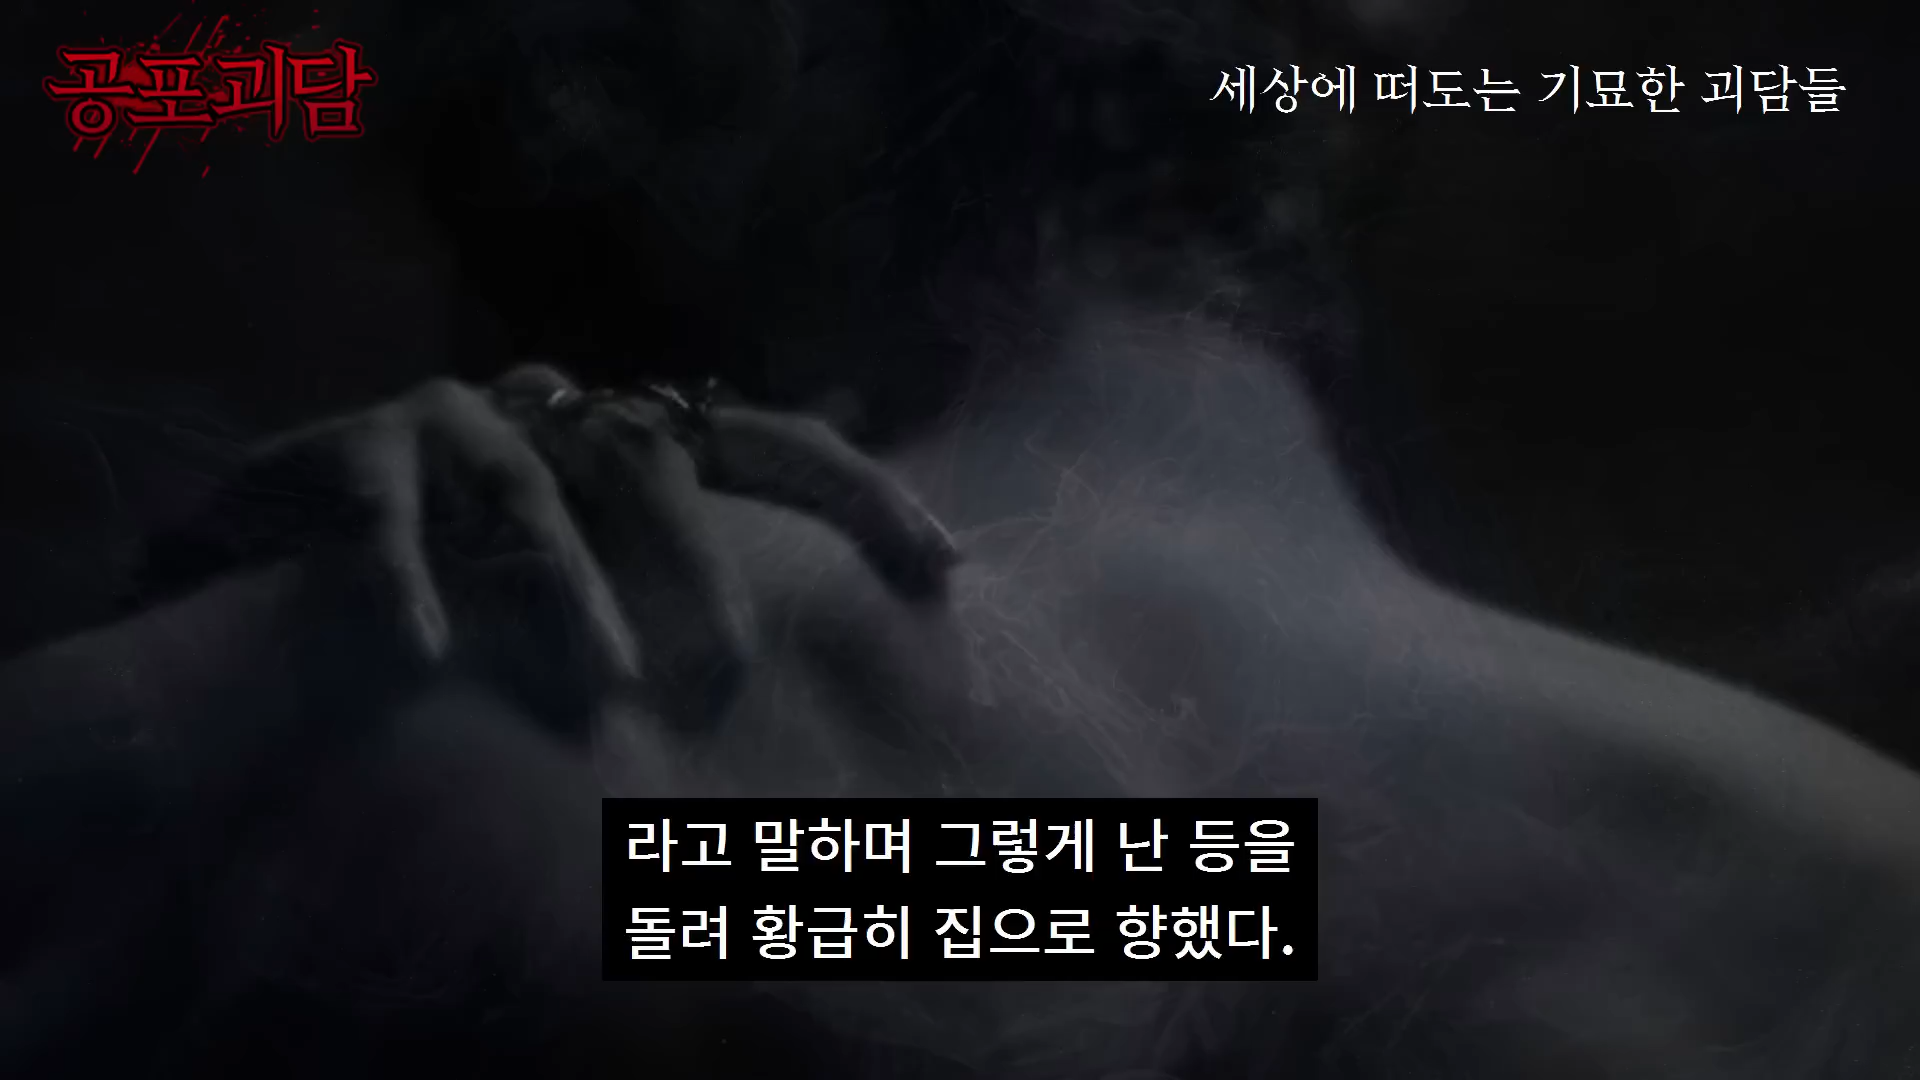 공포괴담
세상에 떠도는 기묘한 괴담들
라고 말하며 그렇게 난 등을
돌려 황급히 집으로 향했다.